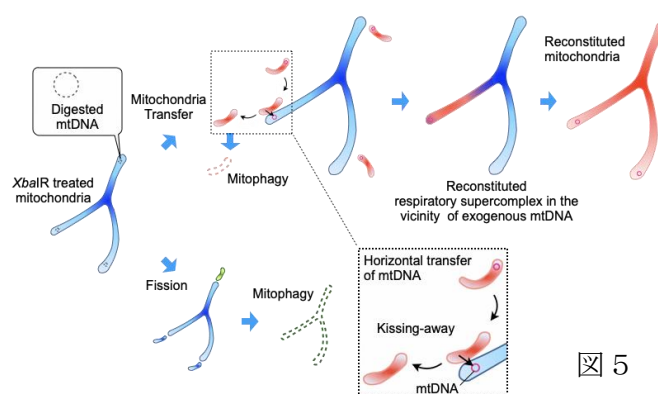 Digested
mtDNA
XbaIR treated
mitochondria
Mitochondria
Transfer
Mitophagy
Reconstituted
respiratory supercomplex in the
vicinity of exogenous mtDNA
Reconstituted
mitochondria
Fission
Mitophagy
Horizontal transfer
of mtDNA
Kissing-away
mtDNA
図５